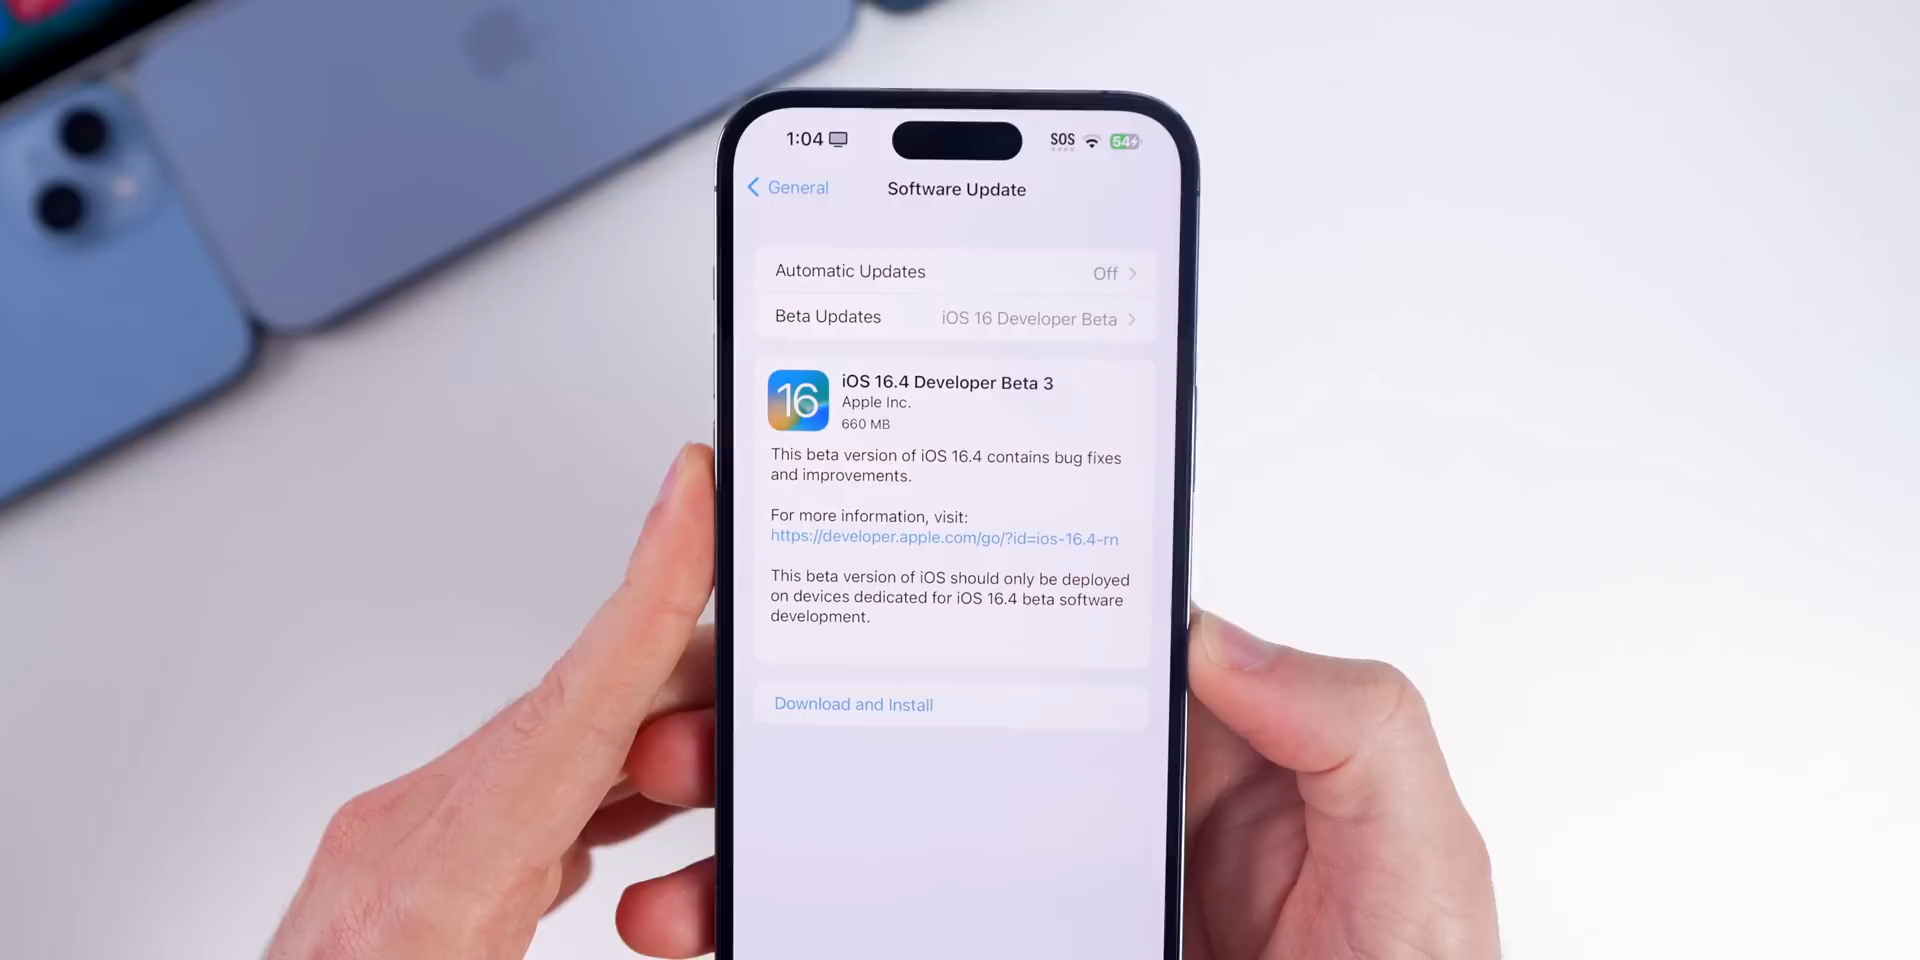 1:04
SOS
54
General
Software Update
Automatic Updates
Off
Beta Updates
iOS 16 Developer Beta
16
iOS 16.4 Developer Beta 3
Apple Inc.
660 MB
This beta version of iOS 16.4 contains bug fixes
and improvements.
For more information, visit:
https://developer.apple.com/go/?id=ios-16.4-rn
This beta version of iOS should only be deployed
on devices dedicated for iOS 16.4 beta software
development.
Download and Install